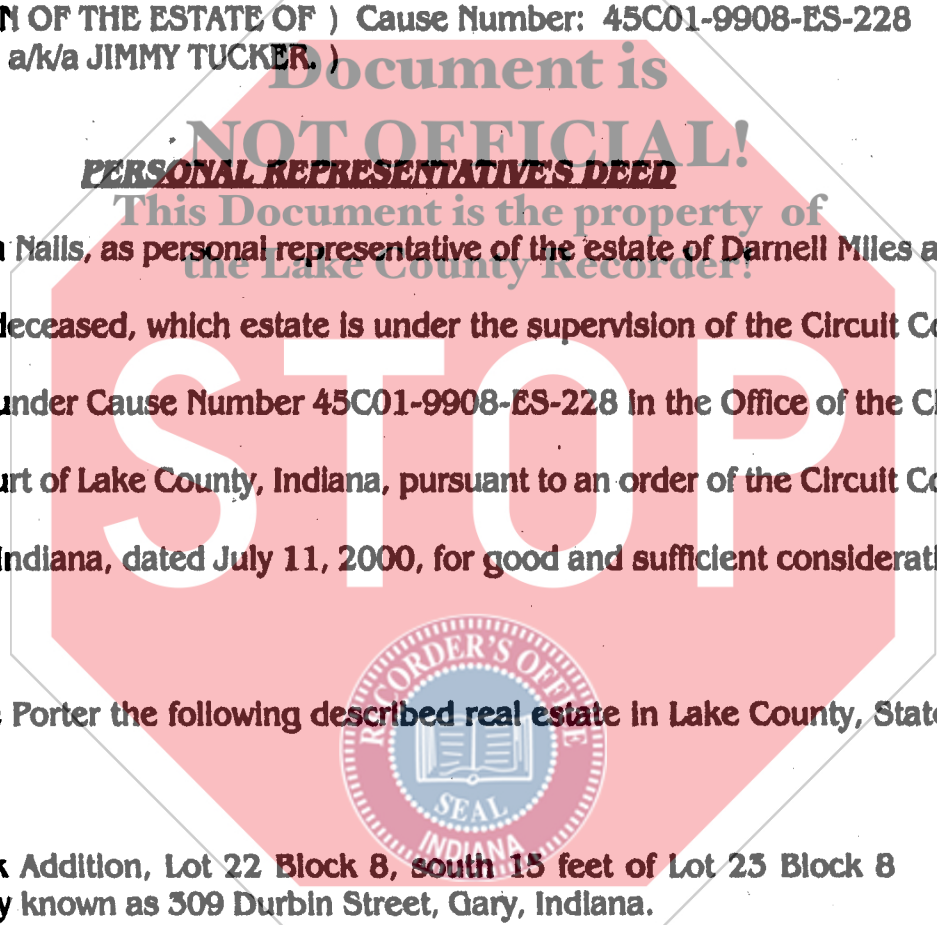 N OF THE ESTATE OF ) Cause Number: 45C01-9908-ES-228
a/k/a JIMMY TUCKER. )
Document is
NOT OFFICIAL!
PERSONAL REPRESENTATIVE'S DEED
This Document is the property of
Nalls, as personal representative of the estate of Darnell Miles a
the Lake County Recorder!
deceased, which estate is under the supervision of the Circuit Co
under Cause Number 45C01-9908-ES-228 in the Office of the Cl
STOP
urt of Lake County, Indiana, pursuant to an order of the Circuit Co
Indiana, dated July 11, 2000, for good and sufficient considerati
RECORDER'S OFFICE
Porter the following described real estate in Lake County, State
SEAL
INDIANA
k Addition, Lot 22 Block 8, south 15 feet of Lot 23 Block 8
y known as 309 Durbin Street, Gary, Indiana.